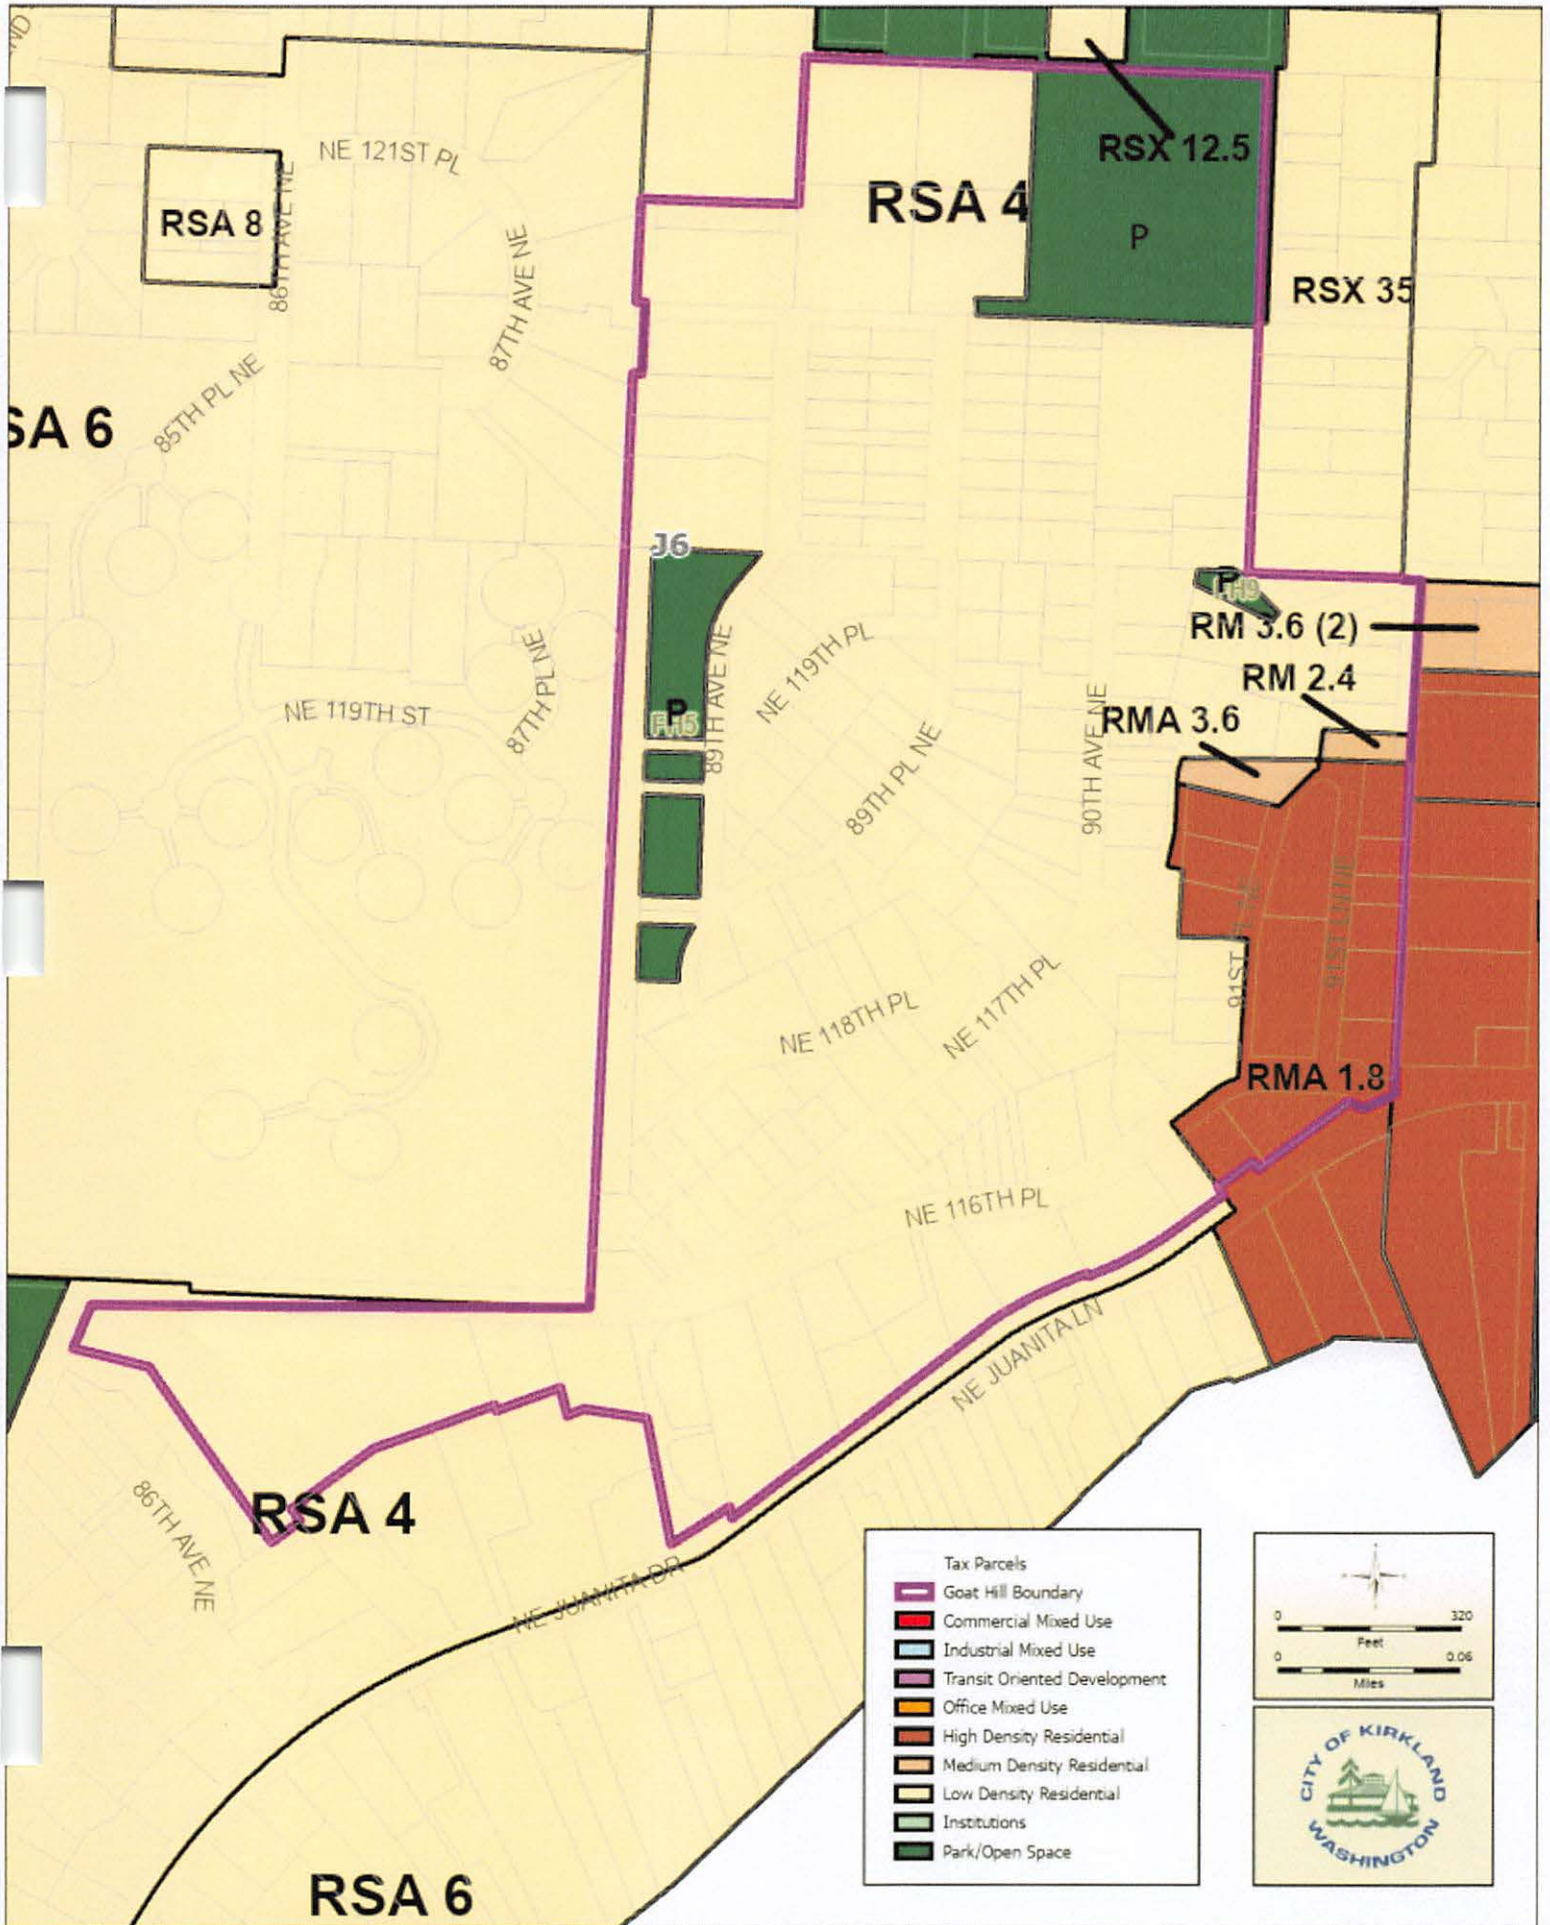 RSX 12.5
NE 121ST PL
RSA 4
RSA 8
86TH AVE NE
P
87TH AVE NE
RSX 35
85TH PL NE
SA 6
J6
P
FH9
RM 3.6 (2)
89TH AVE NE
NE 119TH PL
87TH PL NE
RM 2.4
NE 119TH ST
P
FH5
90TH AVE NE
RMA 3.6
89TH PL NE
91ST LN NE
NE 118TH PL
NE 117TH PL
RMA 1.8
NE 116TH PL
NE JUANITA LN
86TH AVE NE
RSA 4
NE JUANITA DR
RSA 6
Tax Parcels
Goat Hill Boundary
Commercial Mixed Use
Industrial Mixed Use
Transit Oriented Development
Office Mixed Use
High Density Residential
Medium Density Residential
Low Density Residential
Institutions
Park/Open Space
0 320
Feet
0 0.06
Miles
CITY OF KIRKLAND
WASHINGTON